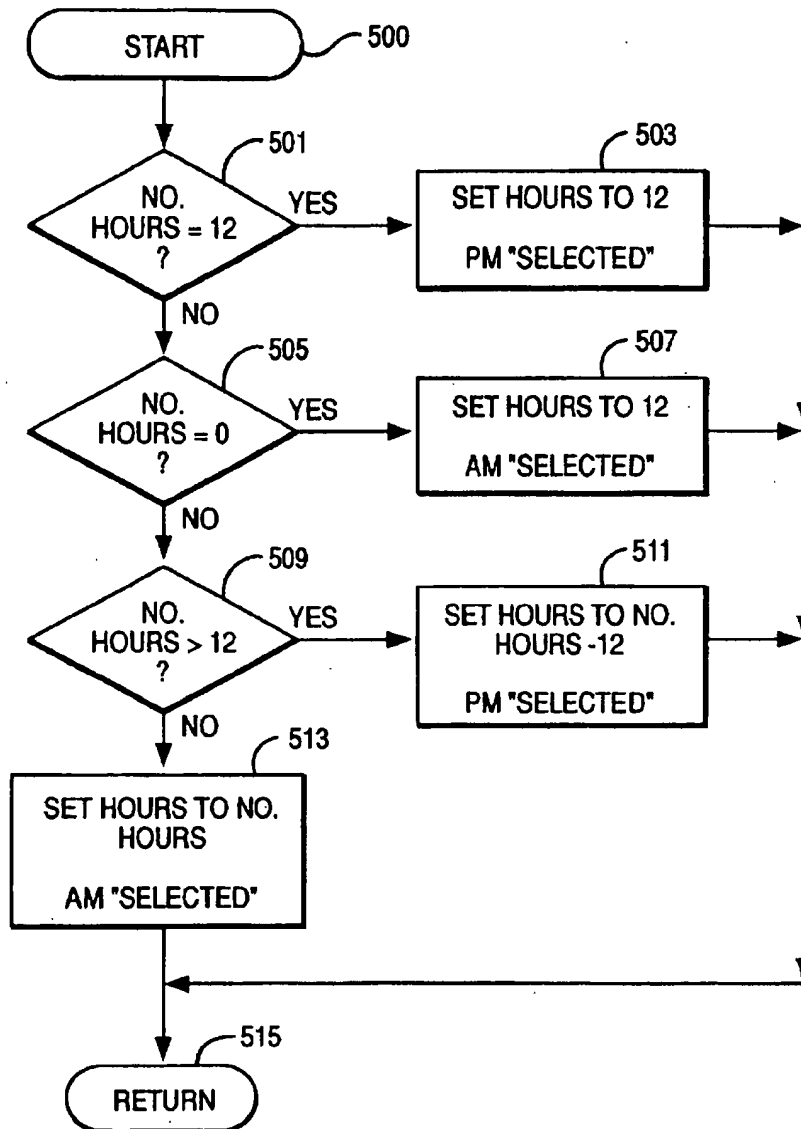 START
500
501
NO.
HOURS = 12
?
YES
503
SET HOURS TO 12
PM "SELECTED"
NO
505
NO.
HOURS = 0
?
YES
507
SET HOURS TO 12
AM "SELECTED"
NO
509
NO.
HOURS > 12
?
YES
511
SET HOURS TO NO.
HOURS -12
PM "SELECTED"
NO
513
SET HOURS TO NO.
HOURS
AM "SELECTED"
515
RETURN